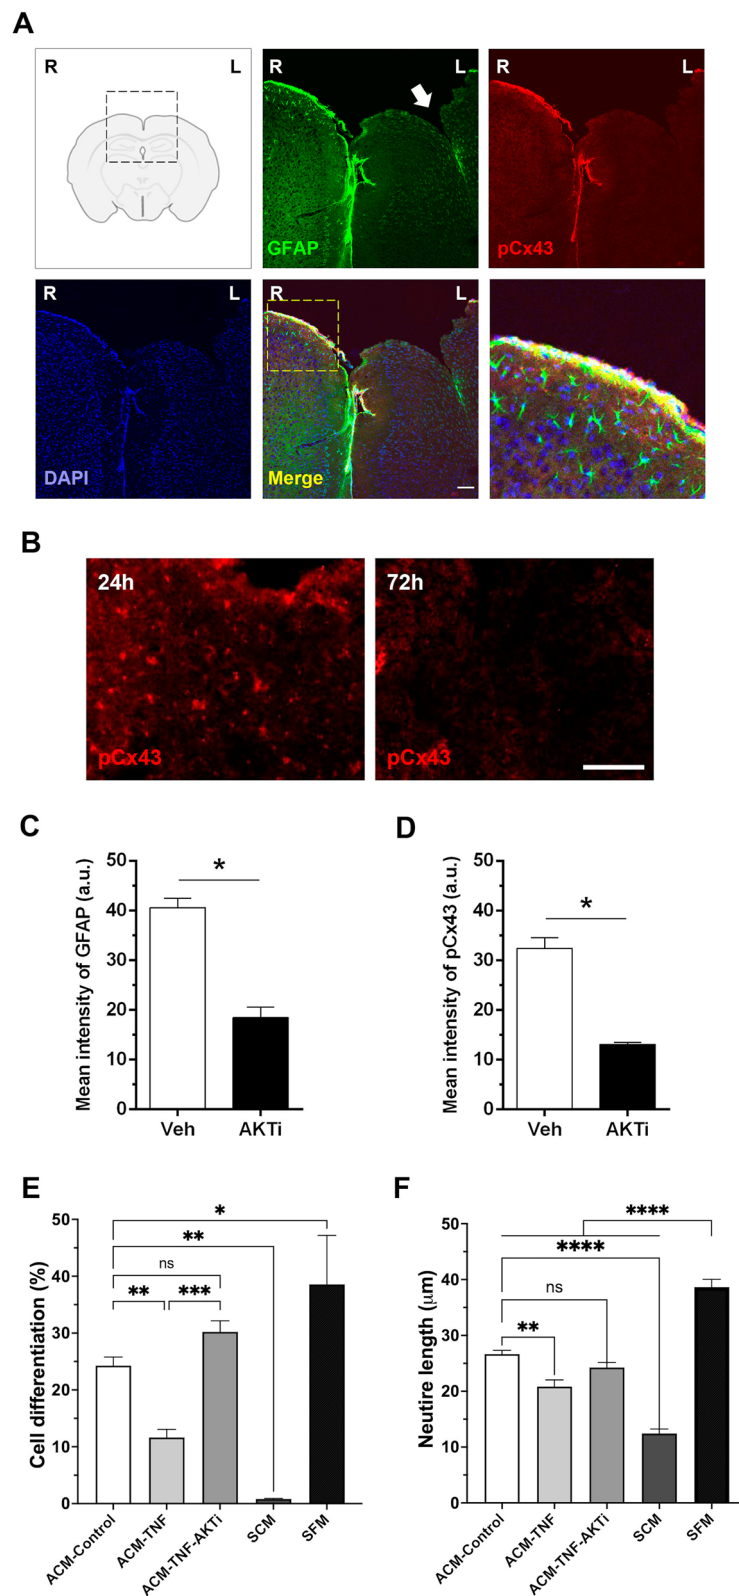 A
R L
R L
GFAP
R L
pCx43
R L
DAPI
R L
Merge
B
24h
pCx43
72h
pCx43
C
Mean intensity of GFAP (a.u.)
50
40
30
20
10
0
*
Veh AKTi
D
Mean intensity of pCx43 (a.u.)
50
40
30
20
10
0
*
Veh AKTi
E
Cell differentiation (%)
50
40
30
20
10
0
*
**
ns
** ***
ACM-Control
ACM-TNF
ACM-TNF-AKTi
SCM
SFM
F
Neutire length (μm)
50
40
30
20
10
0
****
****
ns
**
ACM-Control
ACM-TNF
ACM-TNF-AKTi
SCM
SFM